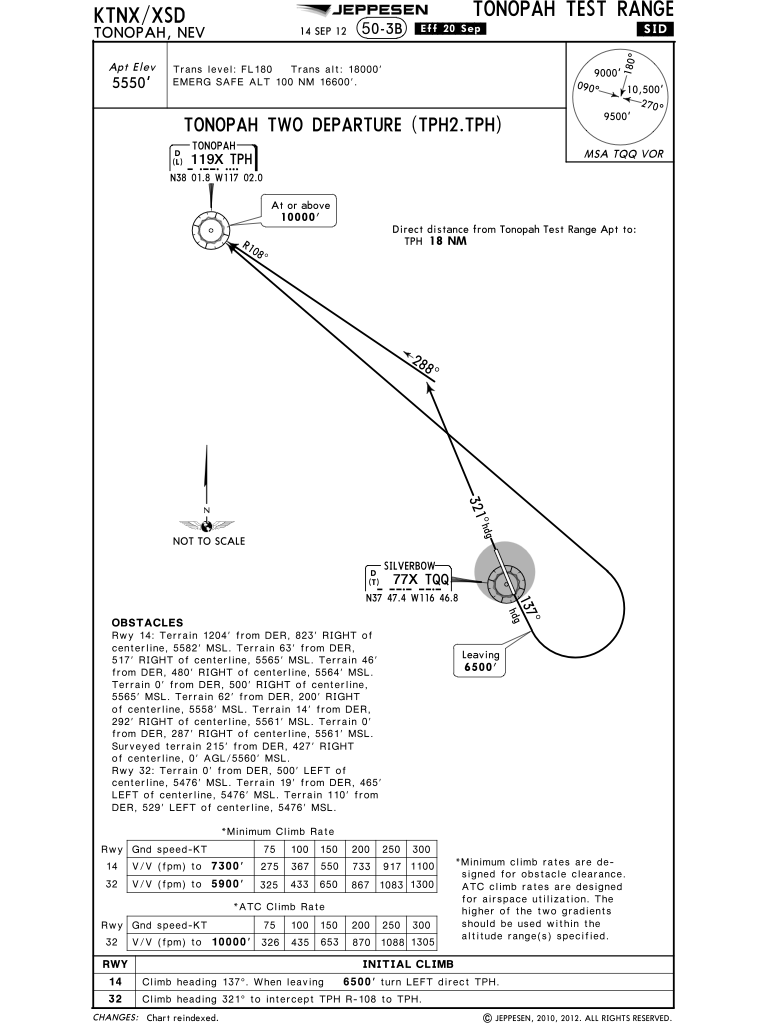 KTNX/XSD
TONOPAH, NEV
JEPPESEN
14 SEP 12
50-3B
Eff 20 Sep
TONOPAH TEST RANGE
SID
Apt Elev
5550'
Trans level: FL180 Trans alt: 18000'
EMERG SAFE ALT 100 NM 16600'.
180°
9000'
090°
10,500'
270°
9500'
MSA TQQ VOR
TONOPAH TWO DEPARTURE (TPH2.TPH)
TONOPAH
D
(L) 119X TPH
N38 01.8 W117 02.0
At or above
10000'
Direct distance from Tonopah Test Range Apt to:
TPH 18 NM
R108°
288°
321° hdg
N
NOT TO SCALE
SILVERBOW
D
(T) 77X TQQ
N37 47.4 W116 46.8
137°
hdg
Leaving
6500'
OBSTACLES
Rwy 14: Terrain 1204' from DER, 823' RIGHT of
centerline, 5582' MSL. Terrain 63' from DER,
517' RIGHT of centerline, 5565' MSL. Terrain 46'
from DER, 480' RIGHT of centerline, 5564' MSL.
Terrain 0' from DER, 500' RIGHT of centerline,
5565' MSL. Terrain 62' from DER, 200' RIGHT
of centerline, 5558' MSL. Terrain 14' from DER,
292' RIGHT of centerline, 5561' MSL. Terrain 0'
from DER, 287' RIGHT of centerline, 5561' MSL.
Surveyed terrain 215' from DER, 427' RIGHT
of centerline, 0' AGL/5560' MSL.
Rwy 32: Terrain 0' from DER, 500' LEFT of
centerline, 5476' MSL. Terrain 19' from DER, 465'
LEFT of centerline, 5476' MSL. Terrain 110' from
DER, 529' LEFT of centerline, 5476' MSL.
*Minimum Climb Rate
Rwy Gnd speed-KT 75 100 150 200 250 300
14 V/V (fpm) to 7300' 275 367 550 733 917 1100
32 V/V (fpm) to 5900' 325 433 650 867 1083 1300
*ATC Climb Rate
Rwy Gnd speed-KT 75 100 150 200 250 300
32 V/V (fpm) to 10000' 326 435 653 870 1088 1305
*Minimum climb rates are de-
signed for obstacle clearance.
ATC climb rates are designed
for airspace utilization. The
higher of the two gradients
should be used within the
altitude range(s) specified.
RWY INITIAL CLIMB
14 Climb heading 137°. When leaving 6500' turn LEFT direct TPH.
32 Climb heading 321° to intercept TPH R-108 to TPH.
CHANGES: Chart reindexed.
© JEPPESEN, 2010, 2012. ALL RIGHTS RESERVED.